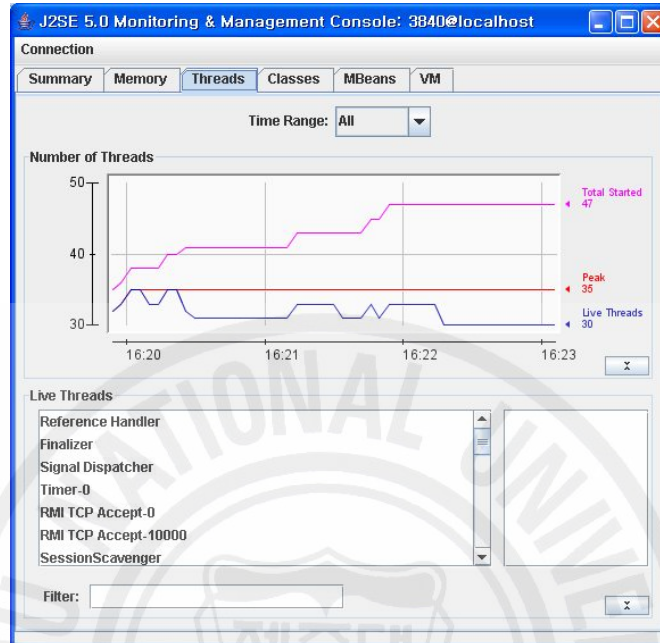 J2SE 5.0 Monitoring & Management Console: 3840@localhost
Connection
Summary Memory Threads Classes MBeans VM
Time Range: All
Number of Threads
50
40
30
Total Started
47
Peak
35
Live Threads
30
16:20 16:21 16:22 16:23
Live Threads
Reference Handler
Finalizer
Signal Dispatcher
Timer-0
RMI TCP Accept-0
RMI TCP Accept-10000
SessionScavenger
Filter: